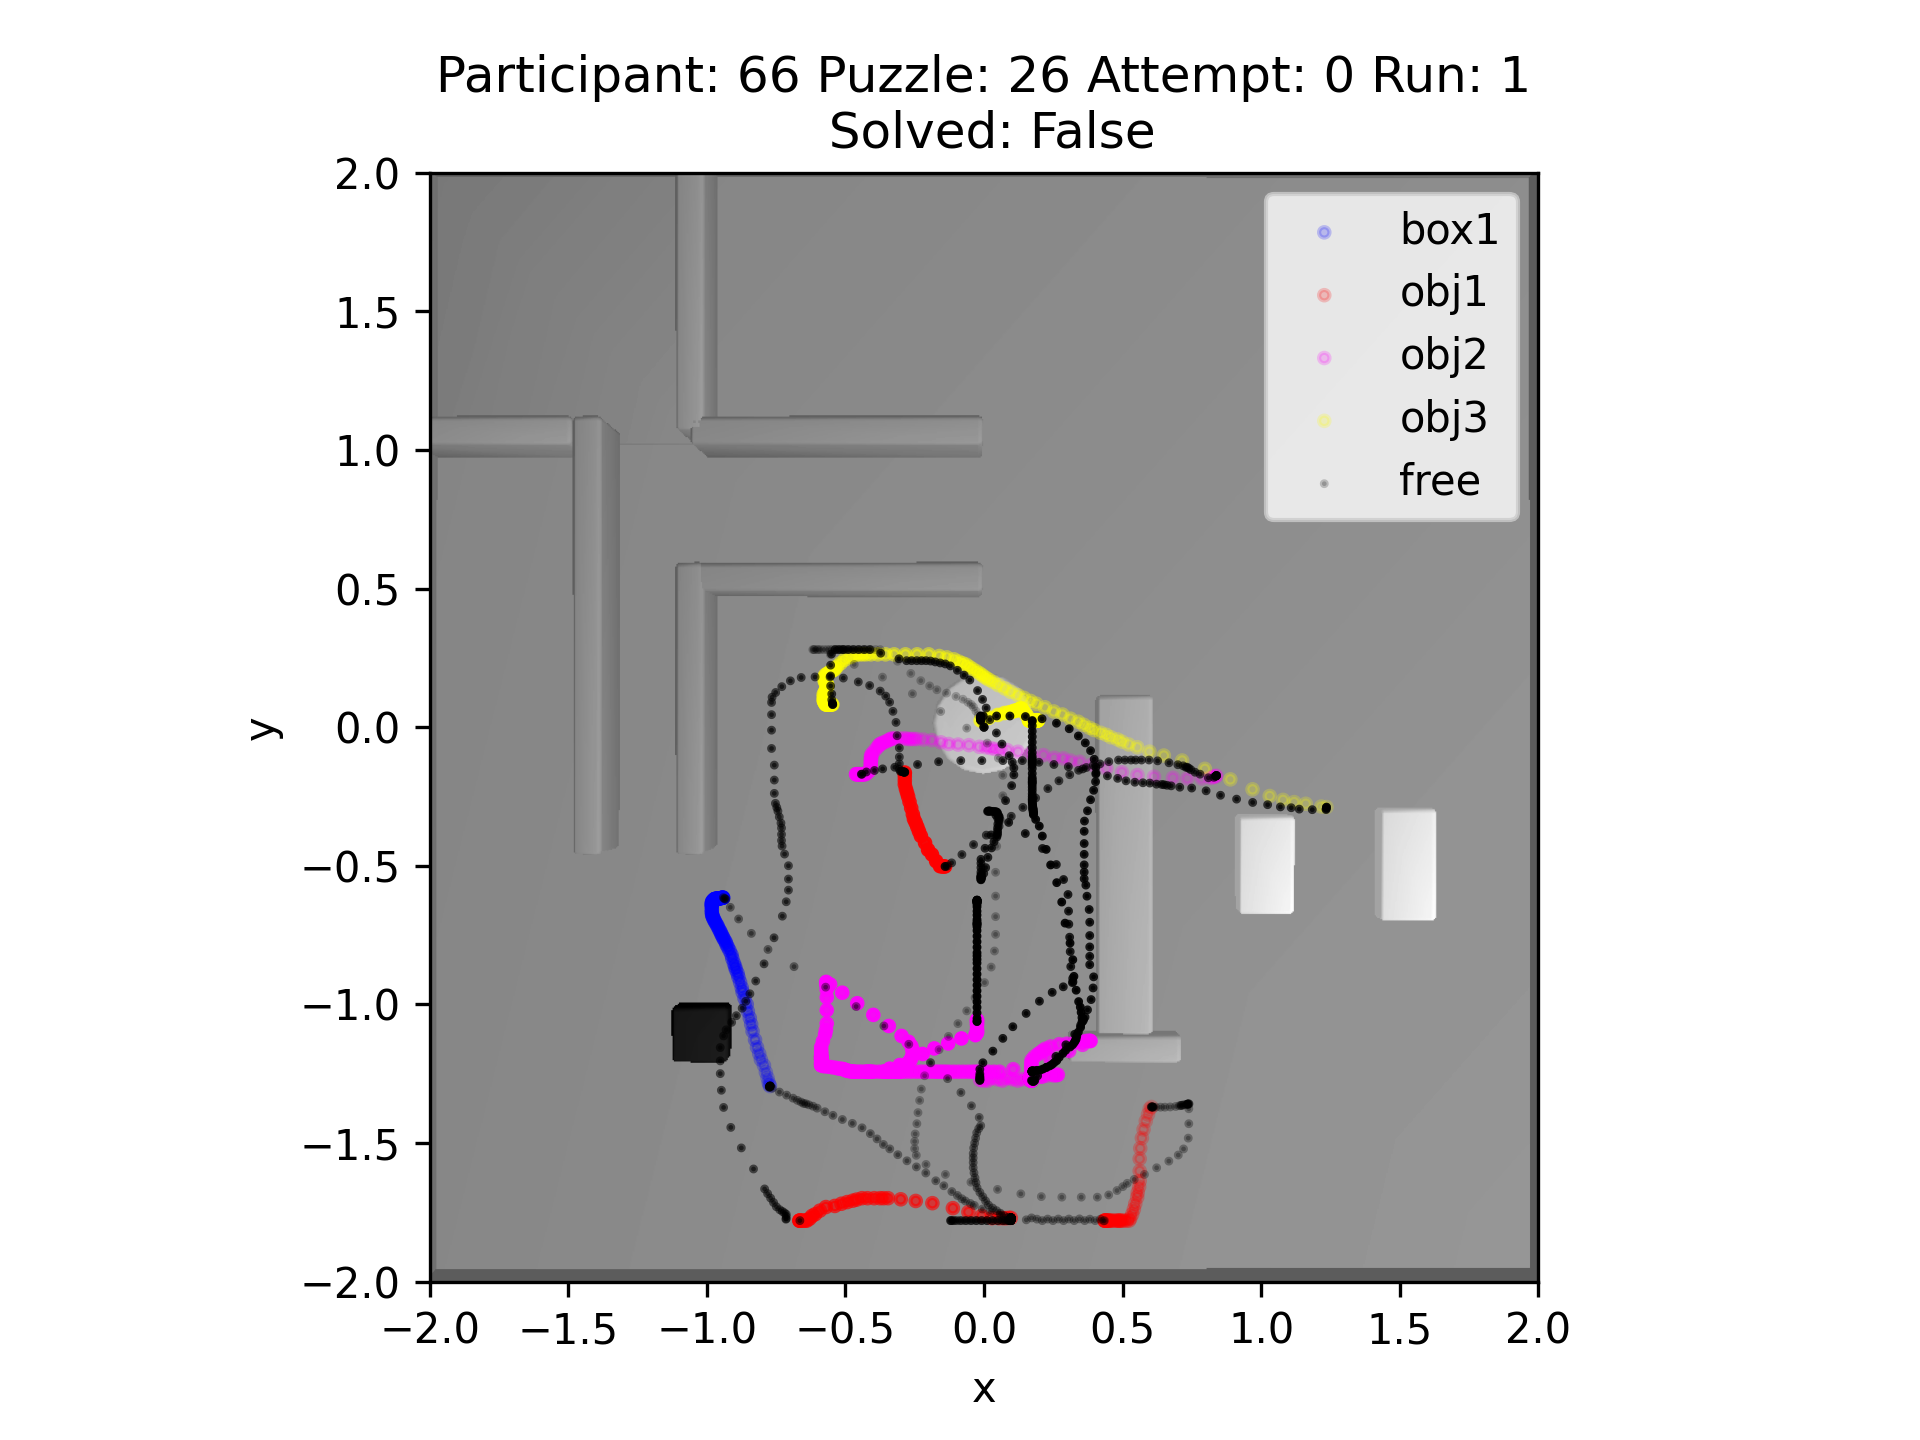 Participant: 66 Puzzle: 26 Attempt: 0 Run: 1
Solved: False
2.0
1.5
1.0
0.5
0.0
−0.5
−1.0
−1.5
−2.0
y
box1
obj1
obj2
obj3
free
−2.0 −1.5 −1.0 −0.5 0.0 0.5 1.0 1.5 2.0
x